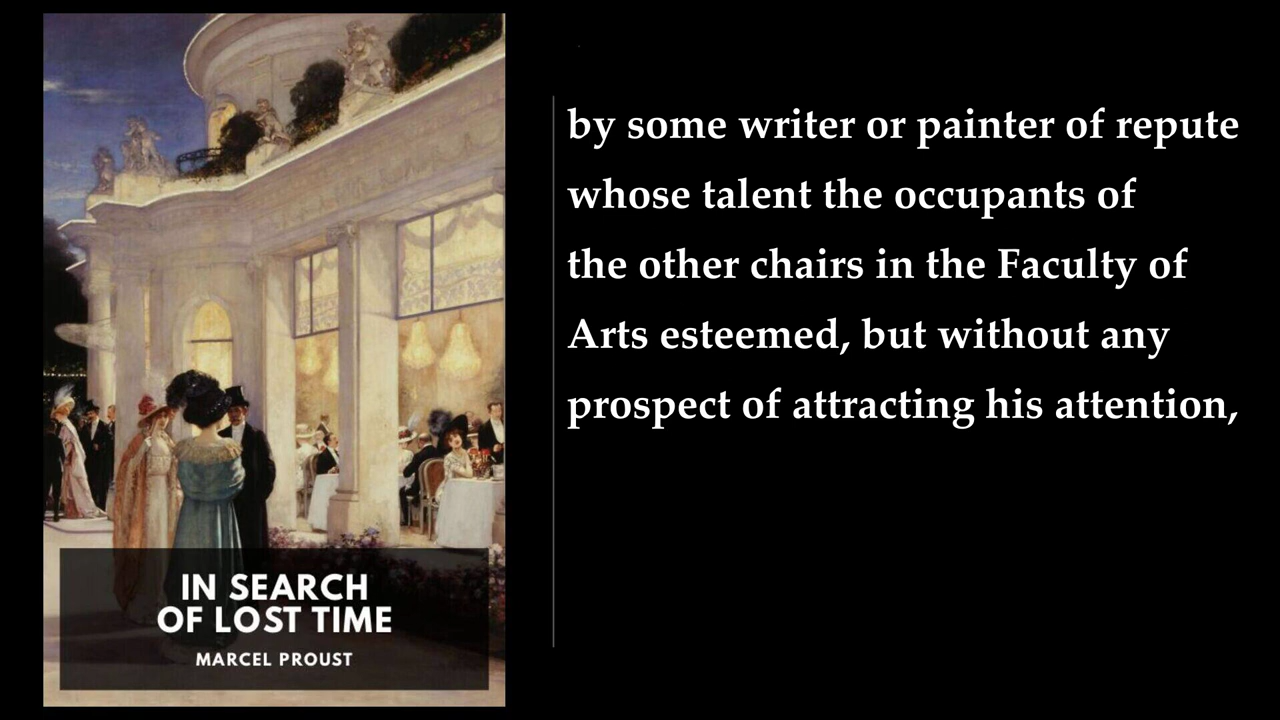 by some writer or painter of repute
whose talent the occupants of
the other chairs in the Faculty of
Arts esteemed, but without any
prospect of attracting his attention,
IN SEARCH
OF LOST TIME
MARCEL PROUST